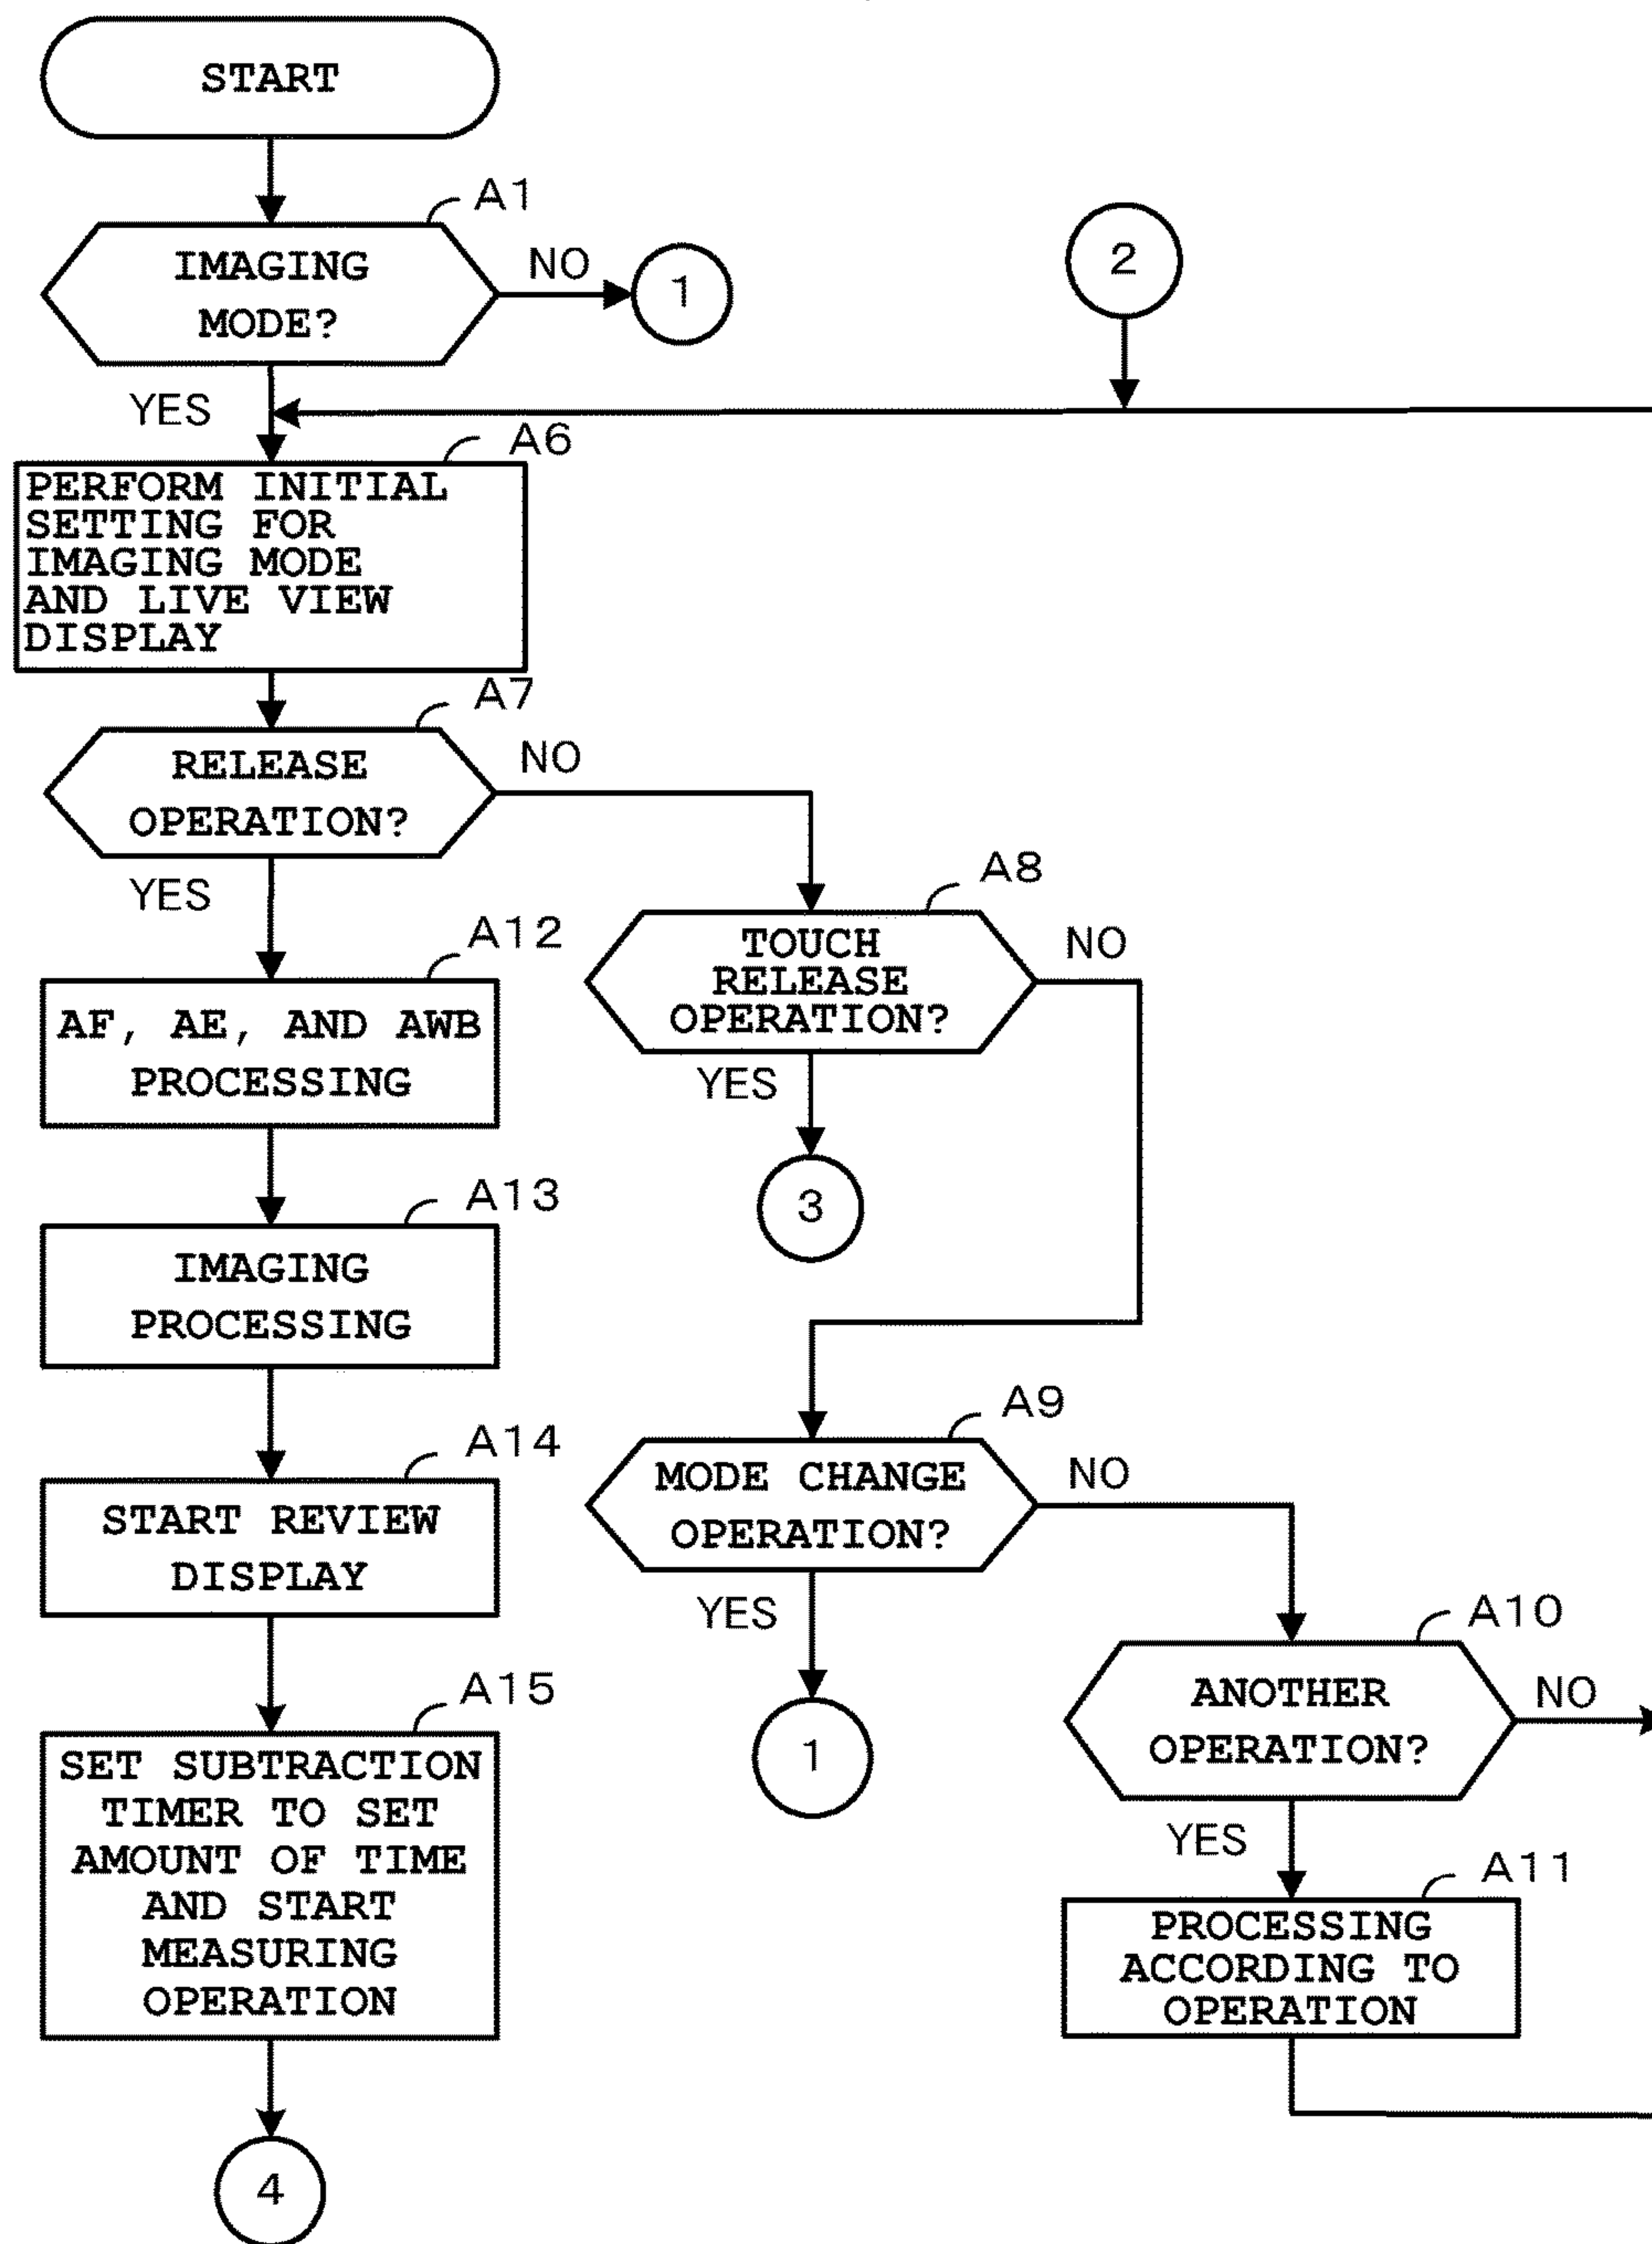 START
A1
IMAGING
MODE?
NO
1
2
YES
A6
PERFORM INITIAL
SETTING FOR
IMAGING MODE
AND LIVE VIEW
DISPLAY
A7
RELEASE
OPERATION?
NO
YES
A8
TOUCH
RELEASE
OPERATION?
NO
YES
3
A12
AF, AE, AND AWB
PROCESSING
A13
IMAGING
PROCESSING
A9
MODE CHANGE
OPERATION?
NO
YES
1
A14
START REVIEW
DISPLAY
A10
ANOTHER
OPERATION?
NO
YES
A15
SET SUBTRACTION
TIMER TO SET
AMOUNT OF TIME
AND START
MEASURING
OPERATION
A11
PROCESSING
ACCORDING TO
OPERATION
4